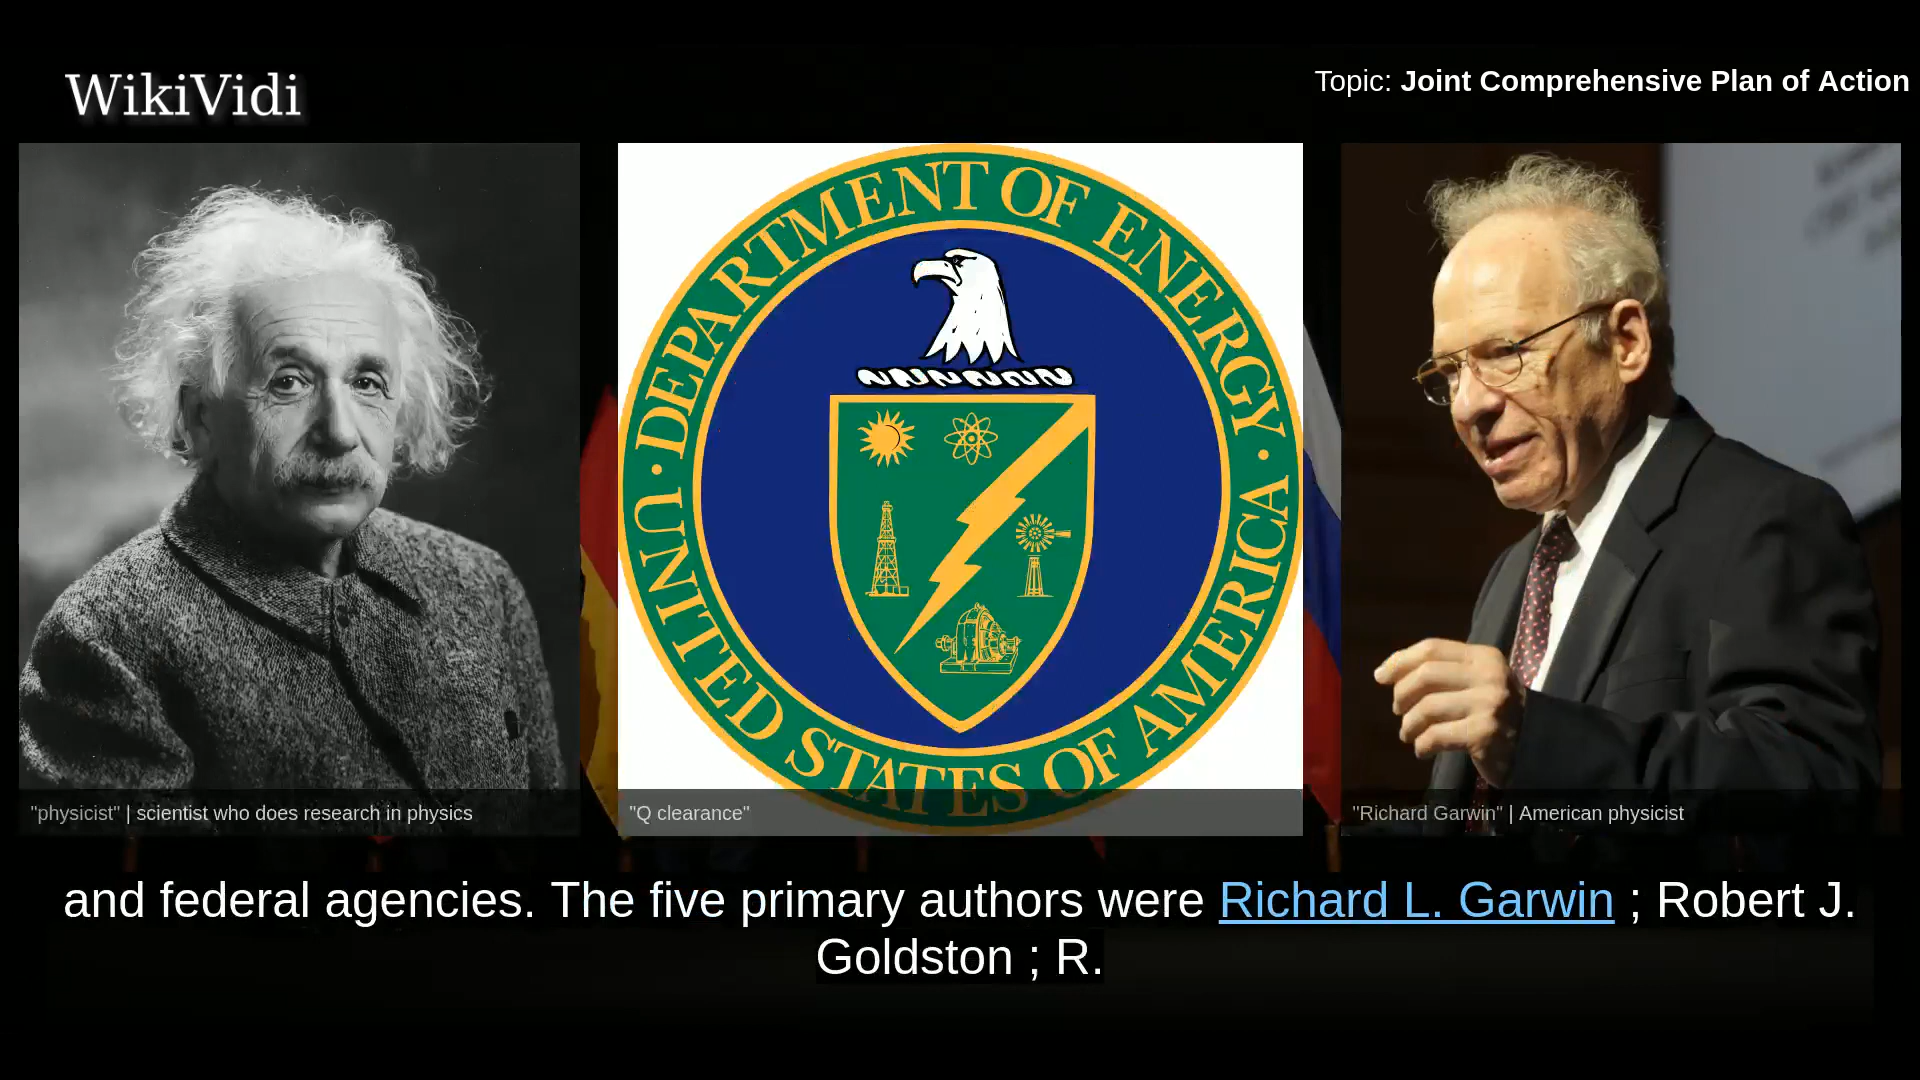 WikiVidi
Topic: Joint Comprehensive Plan of Action
DEPARTMENT OF ENERGY
UNITED STATES OF AMERICA
"physicist" | scientist who does research in physics
"Q clearance"
"Richard Garwin" | American physicist
and federal agencies. The five primary authors were Richard L. Garwin ; Robert J.
Goldston ; R.